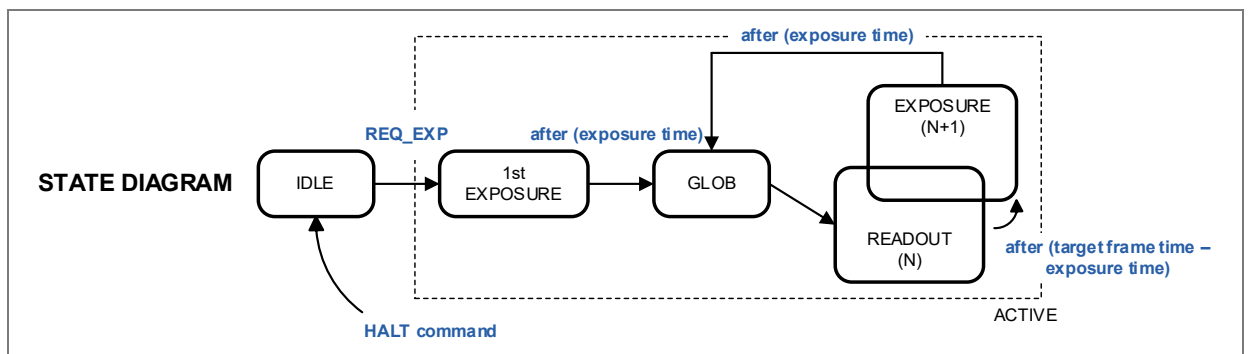 after (exposure time)
EXPOSURE
(N+1)
REQ_EXP
after (exposure time)
STATE DIAGRAM
IDLE
1st
EXPOSURE
GLOB
READOUT
(N)
after (target frame time –
exposure time)
ACTIVE
HALT command